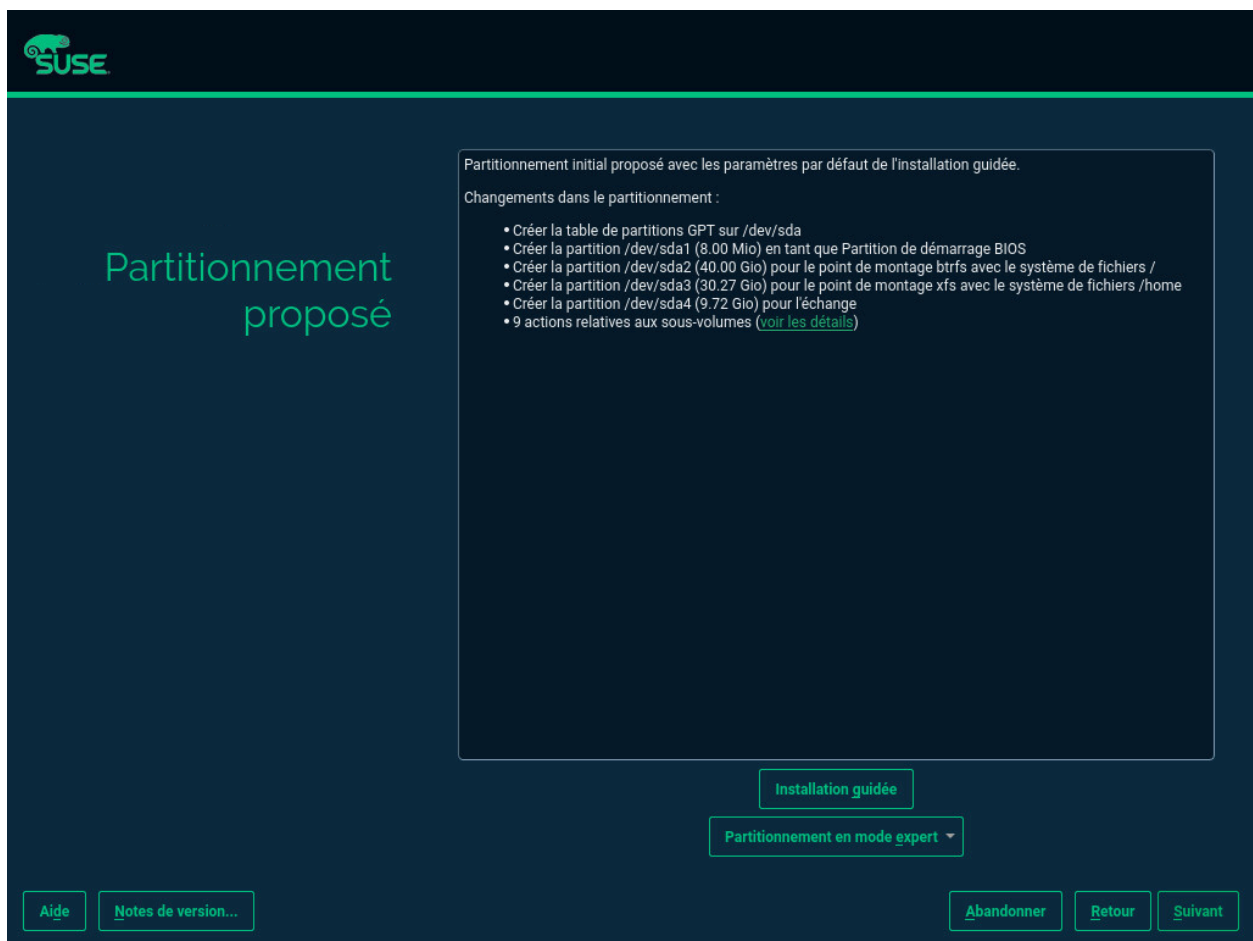 SUSE
Partitionnement
proposé
Partitionnement initial proposé avec les paramètres par défaut de l'installation guidée.
Changements dans le partitionnement :
• Créer la table de partitions GPT sur /dev/sda
• Créer la partition /dev/sda1 (8.00 Mio) en tant que Partition de démarrage BIOS
• Créer la partition /dev/sda2 (40.00 Gio) pour le point de montage btrfs avec le système de fichiers /
• Créer la partition /dev/sda3 (30.27 Gio) pour le point de montage xfs avec le système de fichiers /home
• Créer la partition /dev/sda4 (9.72 Gio) pour l'échange
• 9 actions relatives aux sous-volumes (voir les détails)
Installation guidée
Partitionnement en mode expert
Aide
Notes de version...
Abandonner
Retour
Suivant